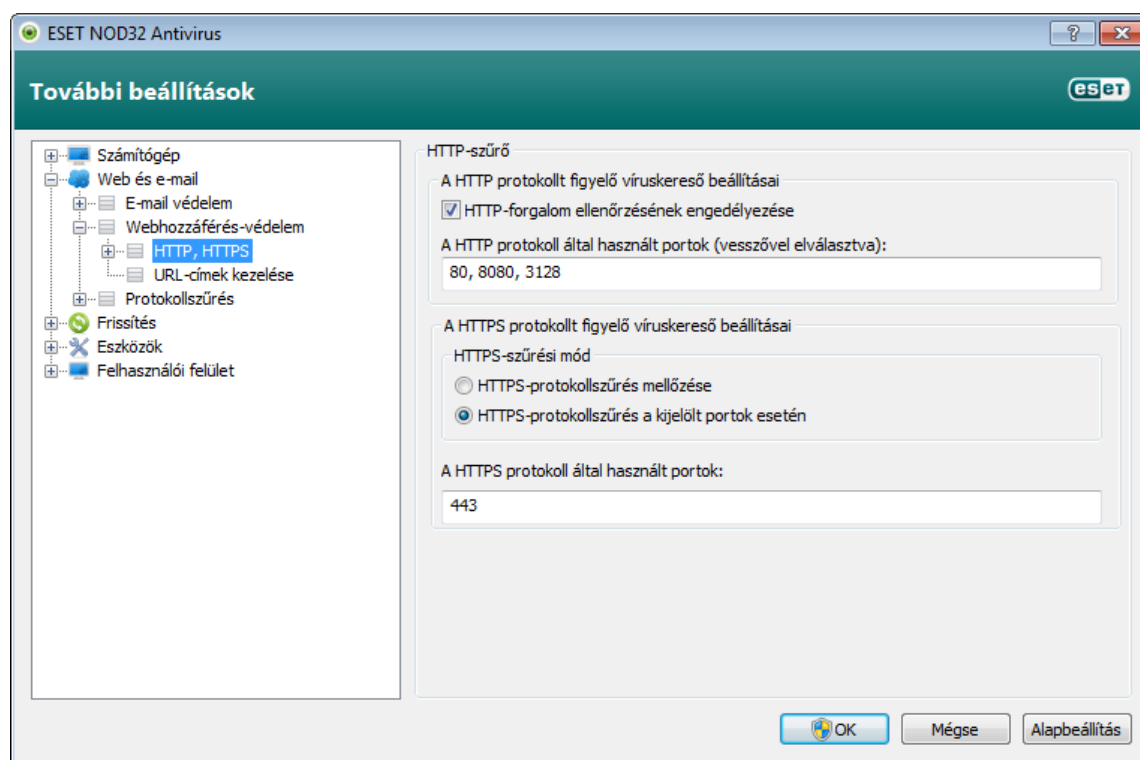 ESET NOD32 Antivirus
További beállítások
eseT
Számítógép
Web és e-mail
E-mail védelem
Webhozzáférés-védelem
HTTP, HTTPS
URL-címek kezelése
Protokollszűrés
Frissítés
Eszközök
Felhasználói felület
HTTP-szűrő
A HTTP protokollt figyelő víruskereső beállításai
HTTP-forgalom ellenőrzésének engedélyezése
A HTTP protokoll által használt portok (vesszővel elválasztva):
80, 8080, 3128
A HTTPS protokollt figyelő víruskereső beállításai
HTTPS-szűrési mód
HTTPS-protokollszűrés mellőzése
HTTPS-protokollszűrés a kijelölt portok esetén
A HTTPS protokoll által használt portok:
443
OK
Mégse
Alapbeállítás